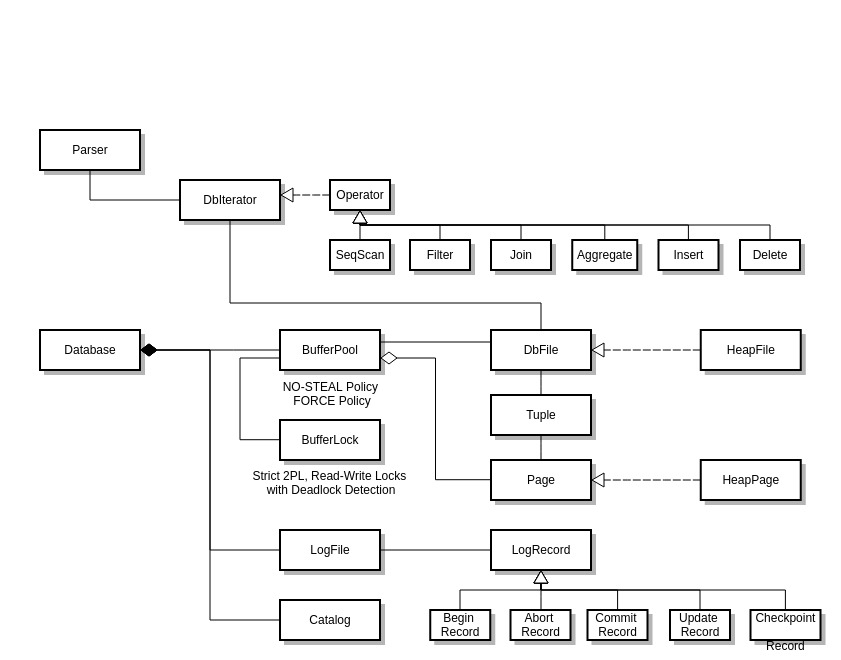 Parser
DbIterator
Operator
SeqScan
Filter
Join
Aggregate
Insert
Delete
Database
BufferPool
DbFile
HeapFile
NO-STEAL Policy
FORCE Policy
Tuple
BufferLock
Strict 2PL, Read-Write Locks
with Deadlock Detection
Page
HeapPage
LogFile
LogRecord
Catalog
Begin
Record
Abort
Record
Commit
Record
Update
Record
Checkpoint
Record